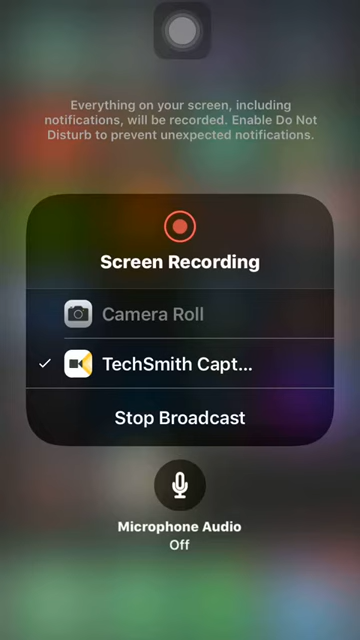 Everything on your screen, including
notifications, will be recorded. Enable Do Not
Disturb to prevent unexpected notifications.
Screen Recording
Camera Roll
TechSmith Capt...
Stop Broadcast
Microphone Audio
Off